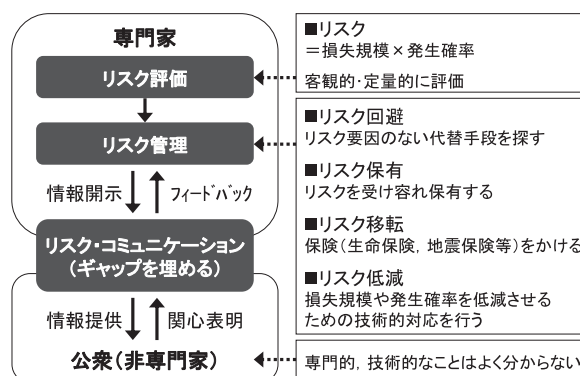 専門家
リスク評価
リスク管理
情報開示
フィードバック
リスク・コミュニケーション
(ギャップを埋める)
情報提供
関心表明
公衆(非専門家)
■リスク
=損失規模×発生確率
客観的・定量的に評価
■リスク回避
リスク要因のない代替手段を探す
■リスク保有
リスクを受け容れ保有する
■リスク移転
保険(生命保険, 地震保険等)をかける
■リスク低減
損失規模や発生確率を低減させる
ための技術的対応を行う
専門的, 技術的なことはよく分からない